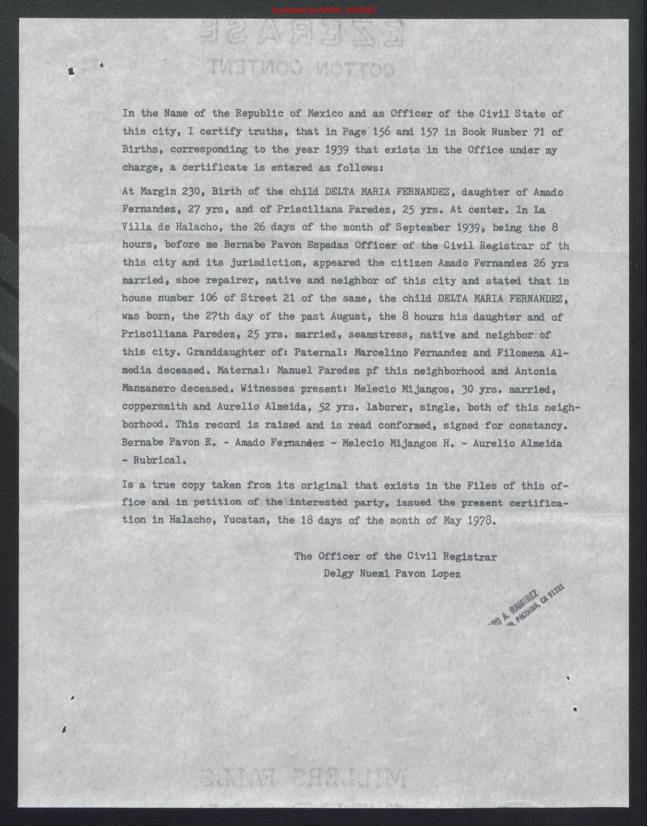 Scanned by NARA, 4/3/2023
EZERASE
COTTON CONTENT
In the Name of the Republic of Mexico and as Officer of the Civil State of
this city, I certify truths, that in Page 156 and 157 in Book Number 71 of
Births, corresponding to the year 1939 that exists in the Office under my
charge, a certificate is entered as follows:
At Margin 230, Birth of the child DELTA MARIA FERNANDEZ, daughter of Amado
Fernandez, 27 yrs, and of Prisciliana Paredez, 25 yrs. At center. In La
Villa de Halacho, the 26 days of the month of September 1939, being the 8
hours, before me Bernabe Pavon Espadas Officer of the Civil Registrar of th
this city and its jurisdiction, appeared the citizen Amado Fernandez 26 yrs
married, shoe repairer, native and neighbor of this city and stated that in
house number 106 of Street 21 of the same, the child DELTA MARIA FERNANDEZ,
was born, the 27th day of the past August, the 8 hours his daughter and of
Prisciliana Paredez, 25 yrs. married, seamstress, native and neighbor of
this city. Granddaughter of: Paternal: Marcelino Fernandez and Filomena Al-
media deceased. Maternal: Manuel Paredez pf this neighborhood and Antonia
Manzanero deceased. Witnesses present: Melecio Mijangos, 30 yrs. married,
coppersmith and Aurelio Almeida, 52 yrs. laborer, single, both of this neigh-
borhood. This record is raised and is read conformed, signed for constancy.
Bernabe Pavon E. - Amado Fernandez - Melecio Mijangos H. - Aurelio Almeida
- Rubrical.
Is a true copy taken from its original that exists in the Files of this of-
fice and in petition of the interested party, issued the present certifica-
tion in Halacho, Yucatan, the 18 days of the month of May 1978.
The Officer of the Civil Registrar
Delgy Nuemi Pavon Lopez
A. RAMIREZ
PACOIMA, CA 91331
MILLERS FALLS